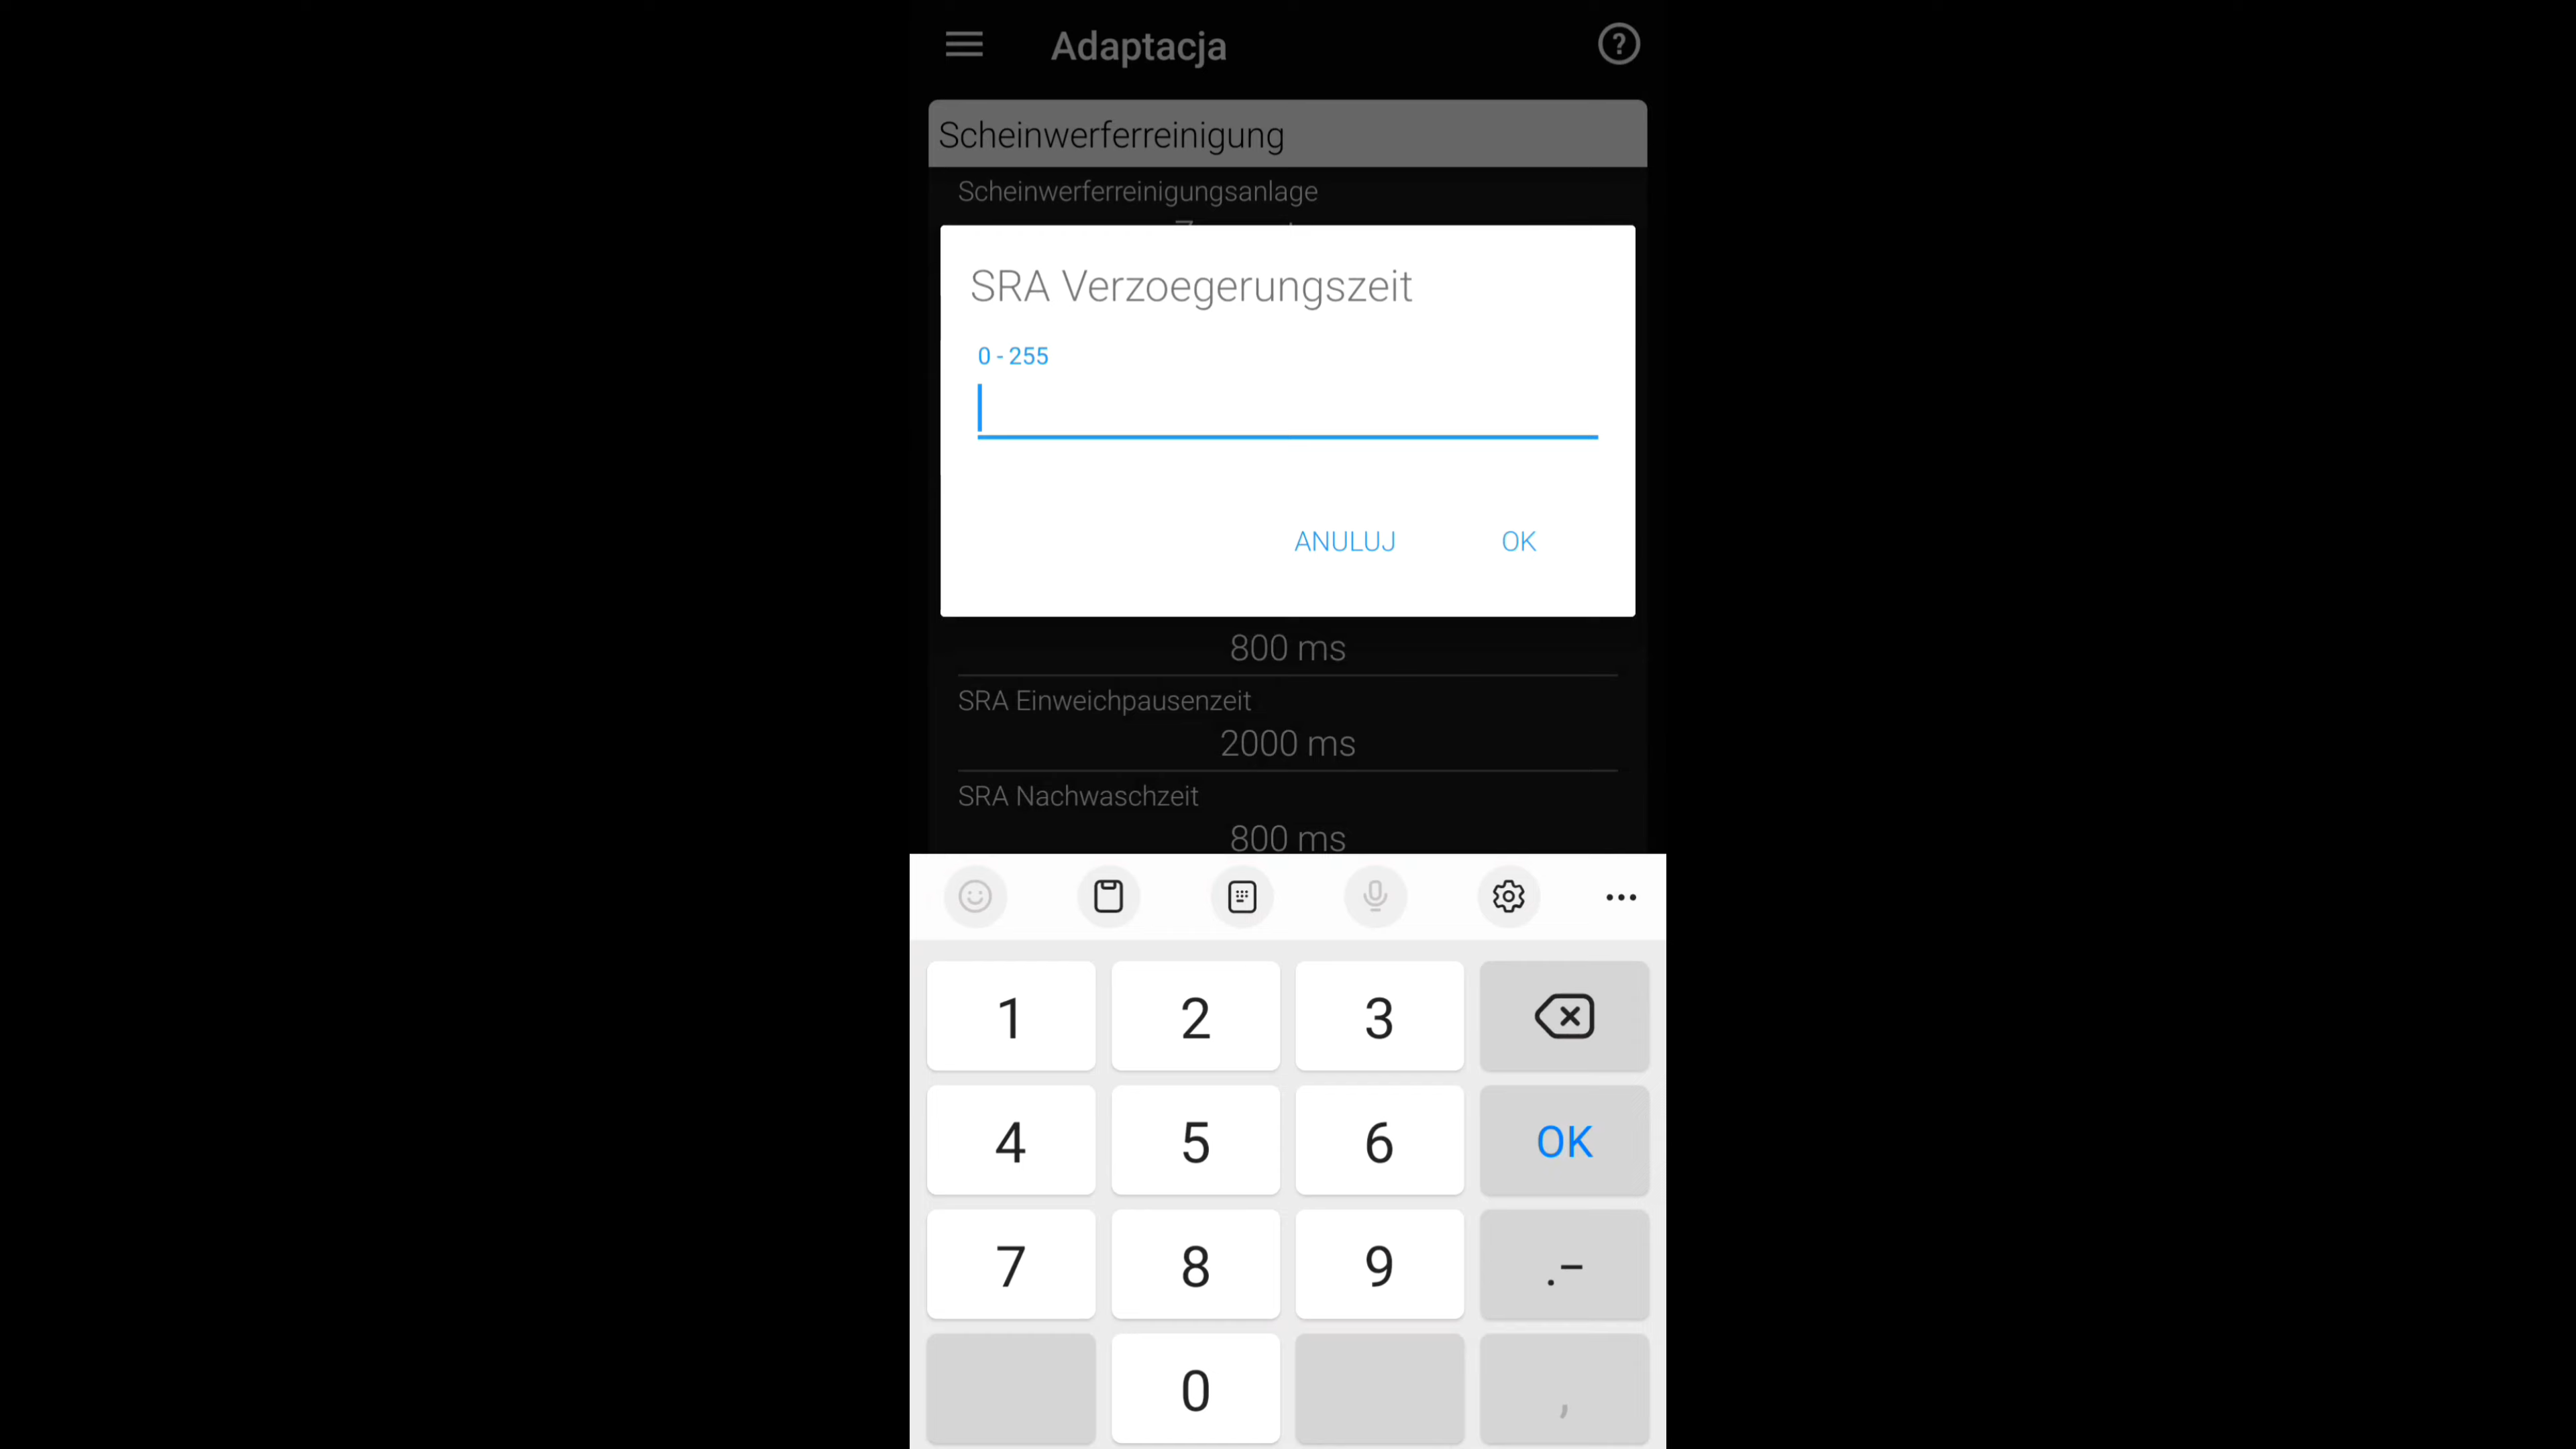 Adaptacja
Scheinwerferreinigung
Scheinwerferreinigungsanlage
SRA Verzoegerungszeit
0 - 255
ANULUJ OK
800 ms
SRA Einweichpausenzeit
2000 ms
SRA Nachwaschzeit
800 ms
1 2 3
4 5 6 OK
7 8 9 .-
0 ,